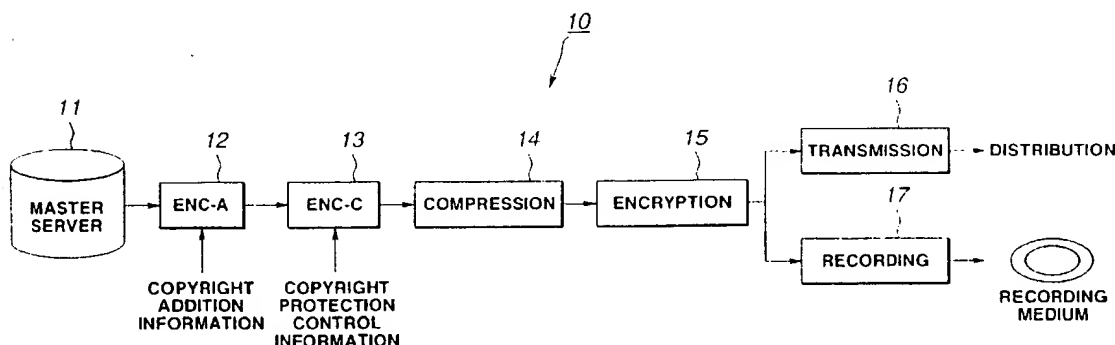 10
11
12
13
14
15
16
17
MASTER
SERVER
ENC-A
ENC-C
COMPRESSION
ENCRYPTION
TRANSMISSION
DISTRIBUTION
RECORDING
RECORDING
MEDIUM
COPYRIGHT
ADDITION
INFORMATION
COPYRIGHT
PROTECTION
CONTROL
INFORMATION